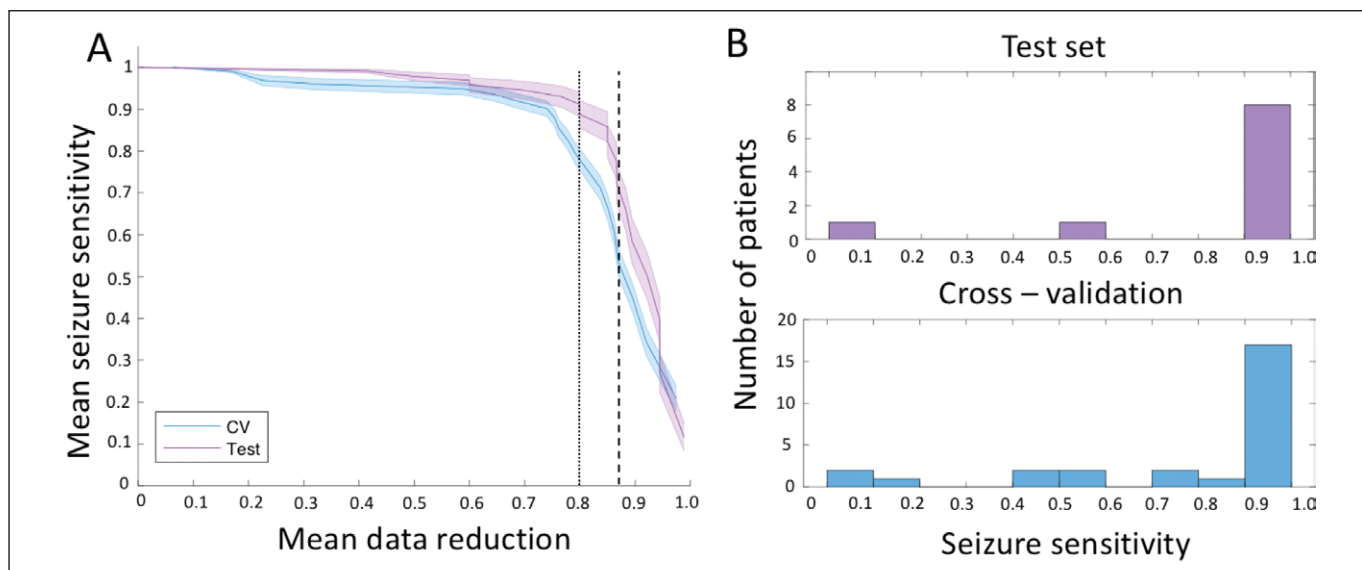 A
Mean seizure sensitivity
1
0.9
0.8
0.7
0.6
0.5
0.4
0.3
0.2
0.1
0
CV
Test
0 0.1 0.2 0.3 0.4 0.5 0.6 0.7 0.8 0.9 1.0
Mean data reduction
B
Test set
Number of patients
8
6
4
2
0
0.1 0.2 0.3 0.4 0.5 0.6 0.7 0.8 0.9 1.0
Cross – validation
20
15
10
5
0
0.1 0.2 0.3 0.4 0.5 0.6 0.7 0.8 0.9 1.0
Seizure sensitivity